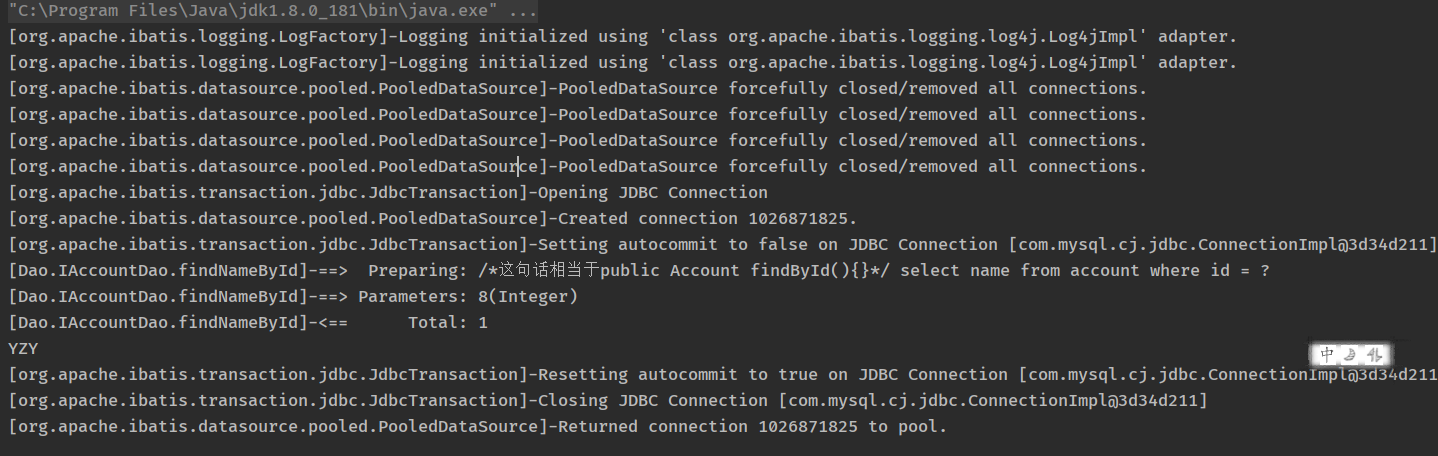 "C:\Program Files\Java\jdk1.8.0_181\bin\java.exe" ...
[org.apache.ibatis.logging.LogFactory]-Logging initialized using 'class org.apache.ibatis.logging.log4j.Log4jImpl' adapter.
[org.apache.ibatis.logging.LogFactory]-Logging initialized using 'class org.apache.ibatis.logging.log4j.Log4jImpl' adapter.
[org.apache.ibatis.datasource.pooled.PooledDataSource]-PooledDataSource forcefully closed/removed all connections.
[org.apache.ibatis.datasource.pooled.PooledDataSource]-PooledDataSource forcefully closed/removed all connections.
[org.apache.ibatis.datasource.pooled.PooledDataSource]-PooledDataSource forcefully closed/removed all connections.
[org.apache.ibatis.datasource.pooled.PooledDataSource]-PooledDataSource forcefully closed/removed all connections.
[org.apache.ibatis.transaction.jdbc.JdbcTransaction]-Opening JDBC Connection
[org.apache.ibatis.datasource.pooled.PooledDataSource]-Created connection 1026871825.
[org.apache.ibatis.transaction.jdbc.JdbcTransaction]-Setting autocommit to false on JDBC Connection [com.mysql.cj.jdbc.ConnectionImpl@3d34d211]
[Dao.IAccountDao.findNameById]-==>  Preparing: /*这句话相当于public Account findById(){}*/ select name from account where id = ?
[Dao.IAccountDao.findNameById]-==> Parameters: 8(Integer)
[Dao.IAccountDao.findNameById]-<==      Total: 1
YZY
中
[org.apache.ibatis.transaction.jdbc.JdbcTransaction]-Resetting autocommit to true on JDBC Connection [com.mysql.cj.jdbc.ConnectionImpl@3d34d211
[org.apache.ibatis.transaction.jdbc.JdbcTransaction]-Closing JDBC Connection [com.mysql.cj.jdbc.ConnectionImpl@3d34d211]
[org.apache.ibatis.datasource.pooled.PooledDataSource]-Returned connection 1026871825 to pool.